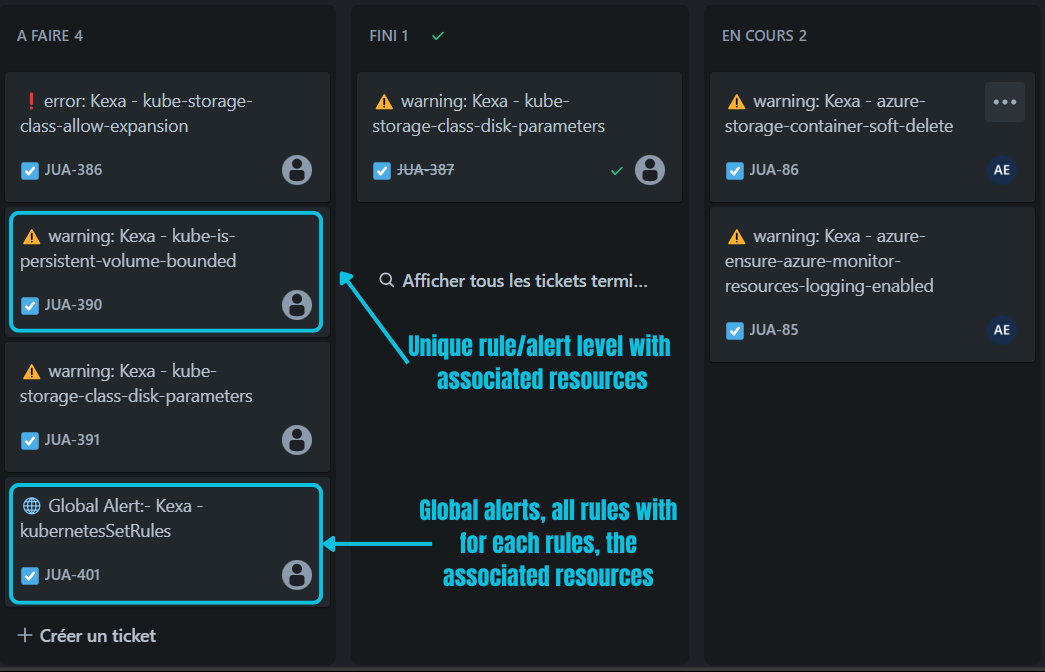 A FAIRE 4
❗ error: Kexa - kube-storage-
class-allow-expansion
JUA-386
⚠ warning: Kexa - kube-is-
persistent-volume-bounded
JUA-390
⚠ warning: Kexa - kube-
storage-class-disk-parameters
JUA-391
🌐 Global Alert:- Kexa -
kubernetesSetRules
JUA-401
+ Créer un ticket
FINI 1 ✓
⚠ warning: Kexa - kube-
storage-class-disk-parameters
JUA-387
Afficher tous les tickets termi...
Unique rule/alert level with
associated resources
Global alerts, all rules with
for each rules, the
associated resources
EN COURS 2
⚠ warning: Kexa - azure-
storage-container-soft-delete
JUA-86
AE
⚠ warning: Kexa - azure-
ensure-azure-monitor-
resources-logging-enabled
JUA-85
AE